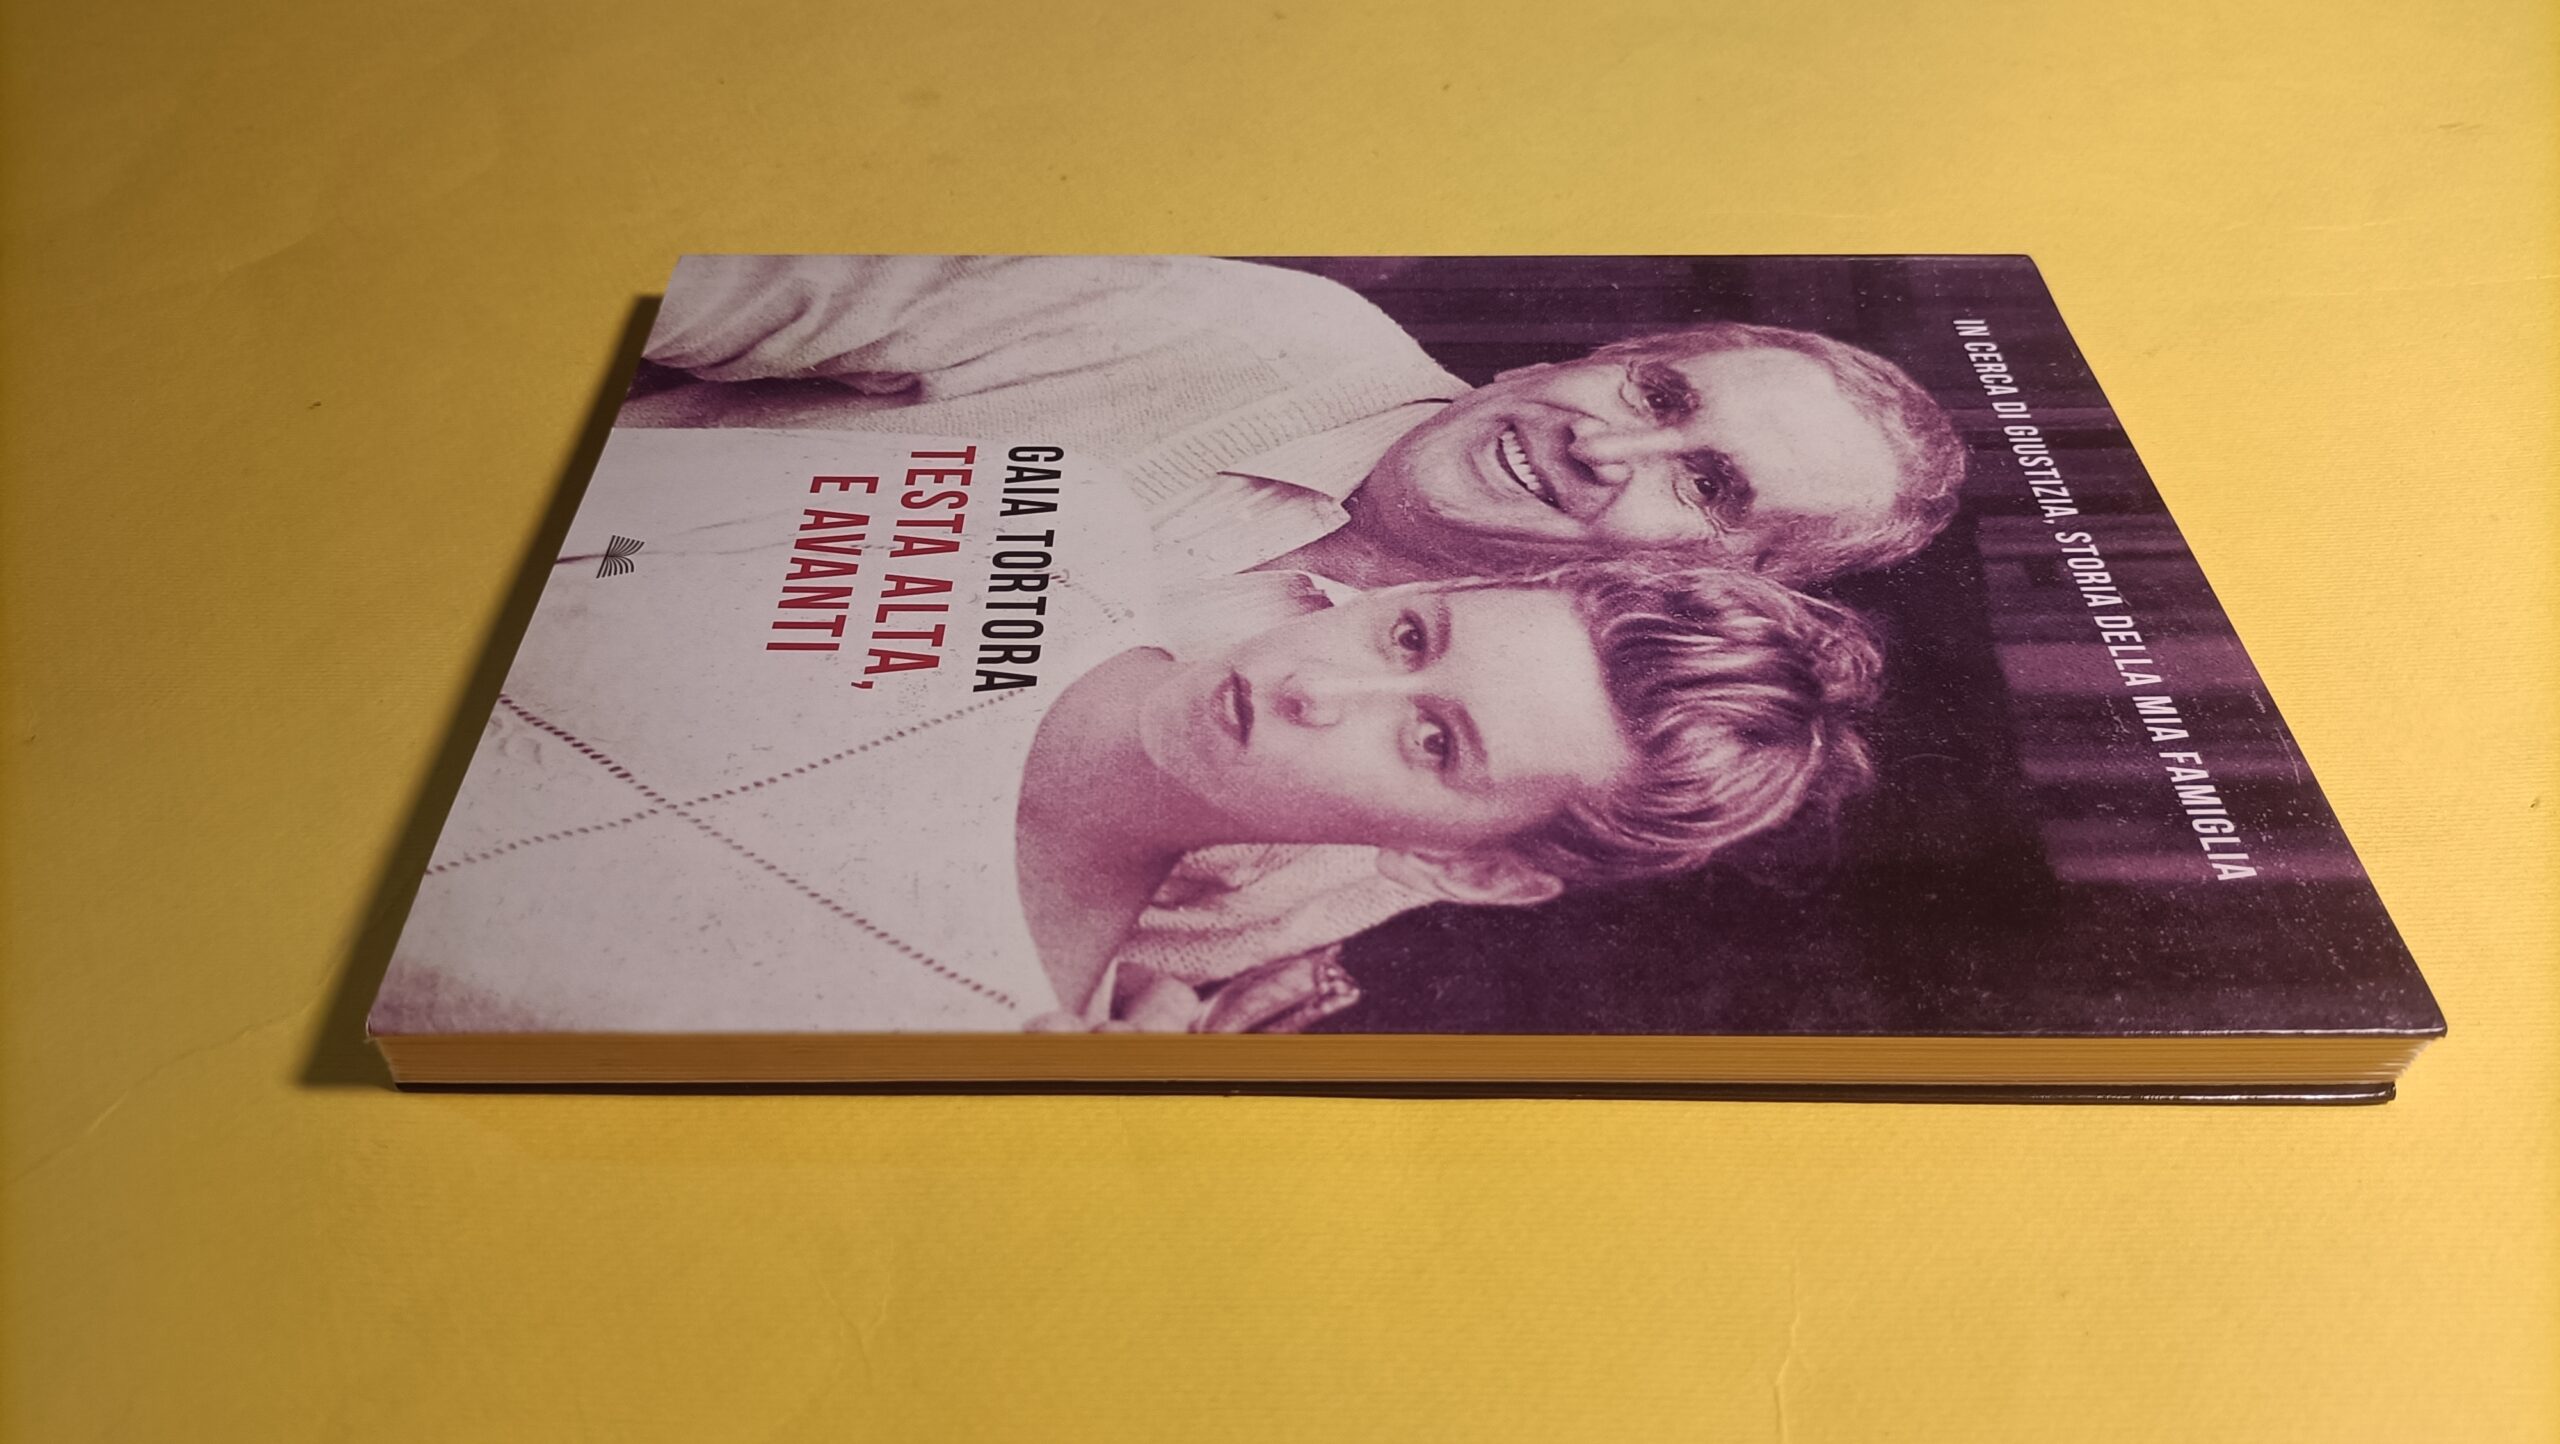 IN CERCA DI GIUSTIZIA, STORIA DELLA MIA FAMIGLIA
GAIA TORTORA
TESTA ALTA,
E AVANTI